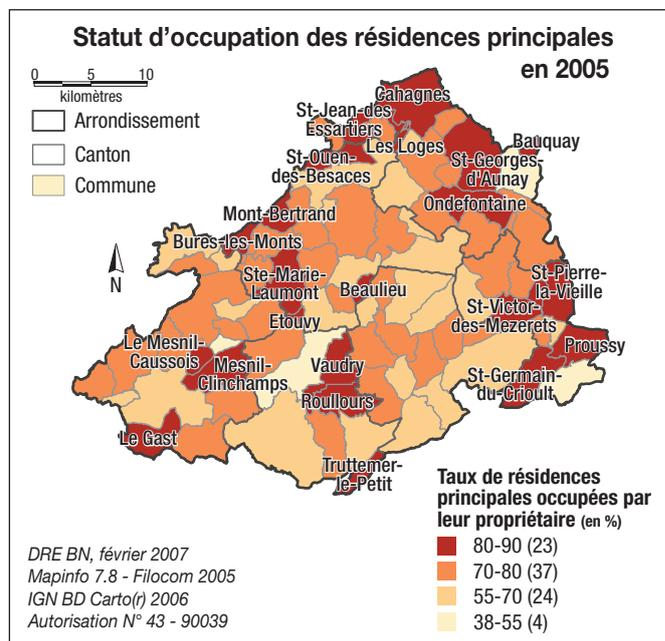 Statut d’occupation des résidences principales
en 2005
0 5 10
kilomètres
Arrondissement
Canton
Commune
N
Cahagnes
St-Jean-des
Essartiers
Les Loges
Bauquay
St-Ouen-
des-Besaces
St-Georges-
d'Aunay
Mont-Bertrand
Ondefontaine
Bures-les-Monts
Ste-Marie-
Laumont
Beaulieu
St-Pierre-
la-Vieille
Etouvy
St-Victor-
des-Mezerets
Le Mesnil-
Caussois
Mesnil-
Clinchamps
Vaudry
Proussy
Roullours
St-Germain-
du-Crioult
Le Gast
Truttemer-
le-Petit
Taux de résidences
principales occupées par
leur propriétaire (en %)
80-90 (23)
70-80 (37)
55-70 (24)
38-55 (4)
DRE BN, février 2007
Mapinfo 7.8 - Filocom 2005
IGN BD Carto(r) 2006
Autorisation N° 43 - 90039